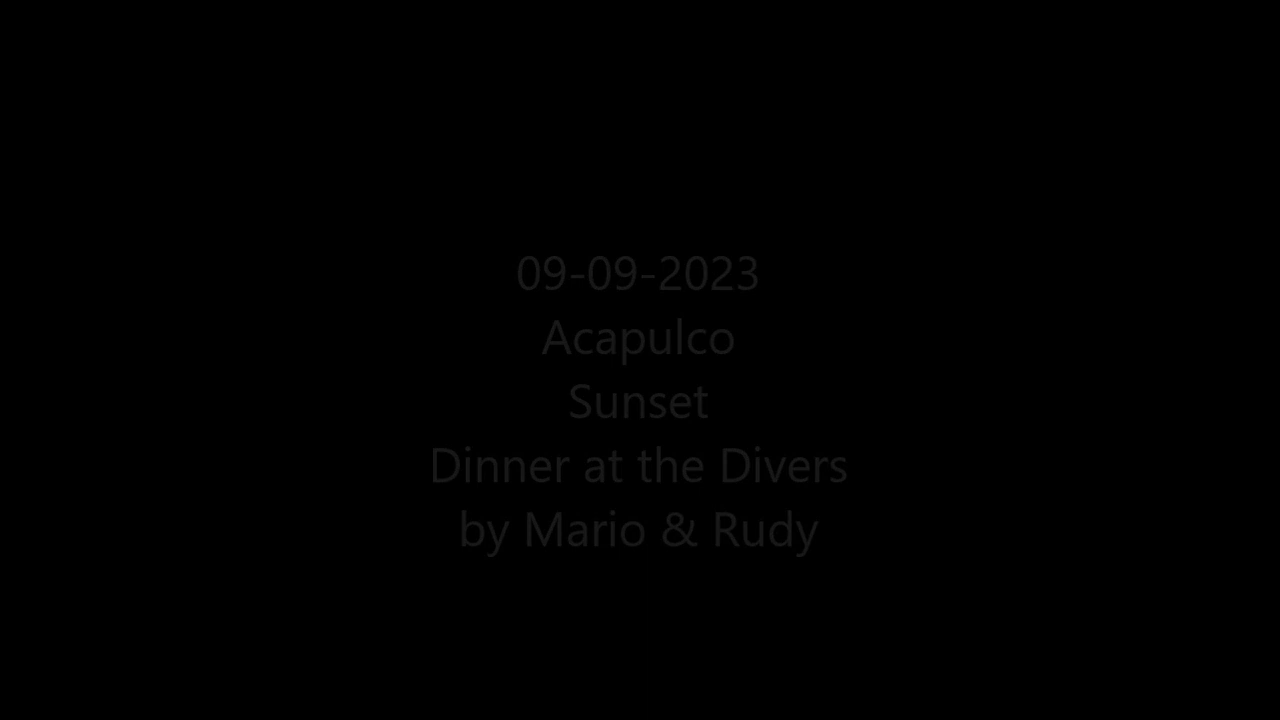 09-09-2023
Acapulco
Sunset
Dinner at the Divers
by Mario & Rudy